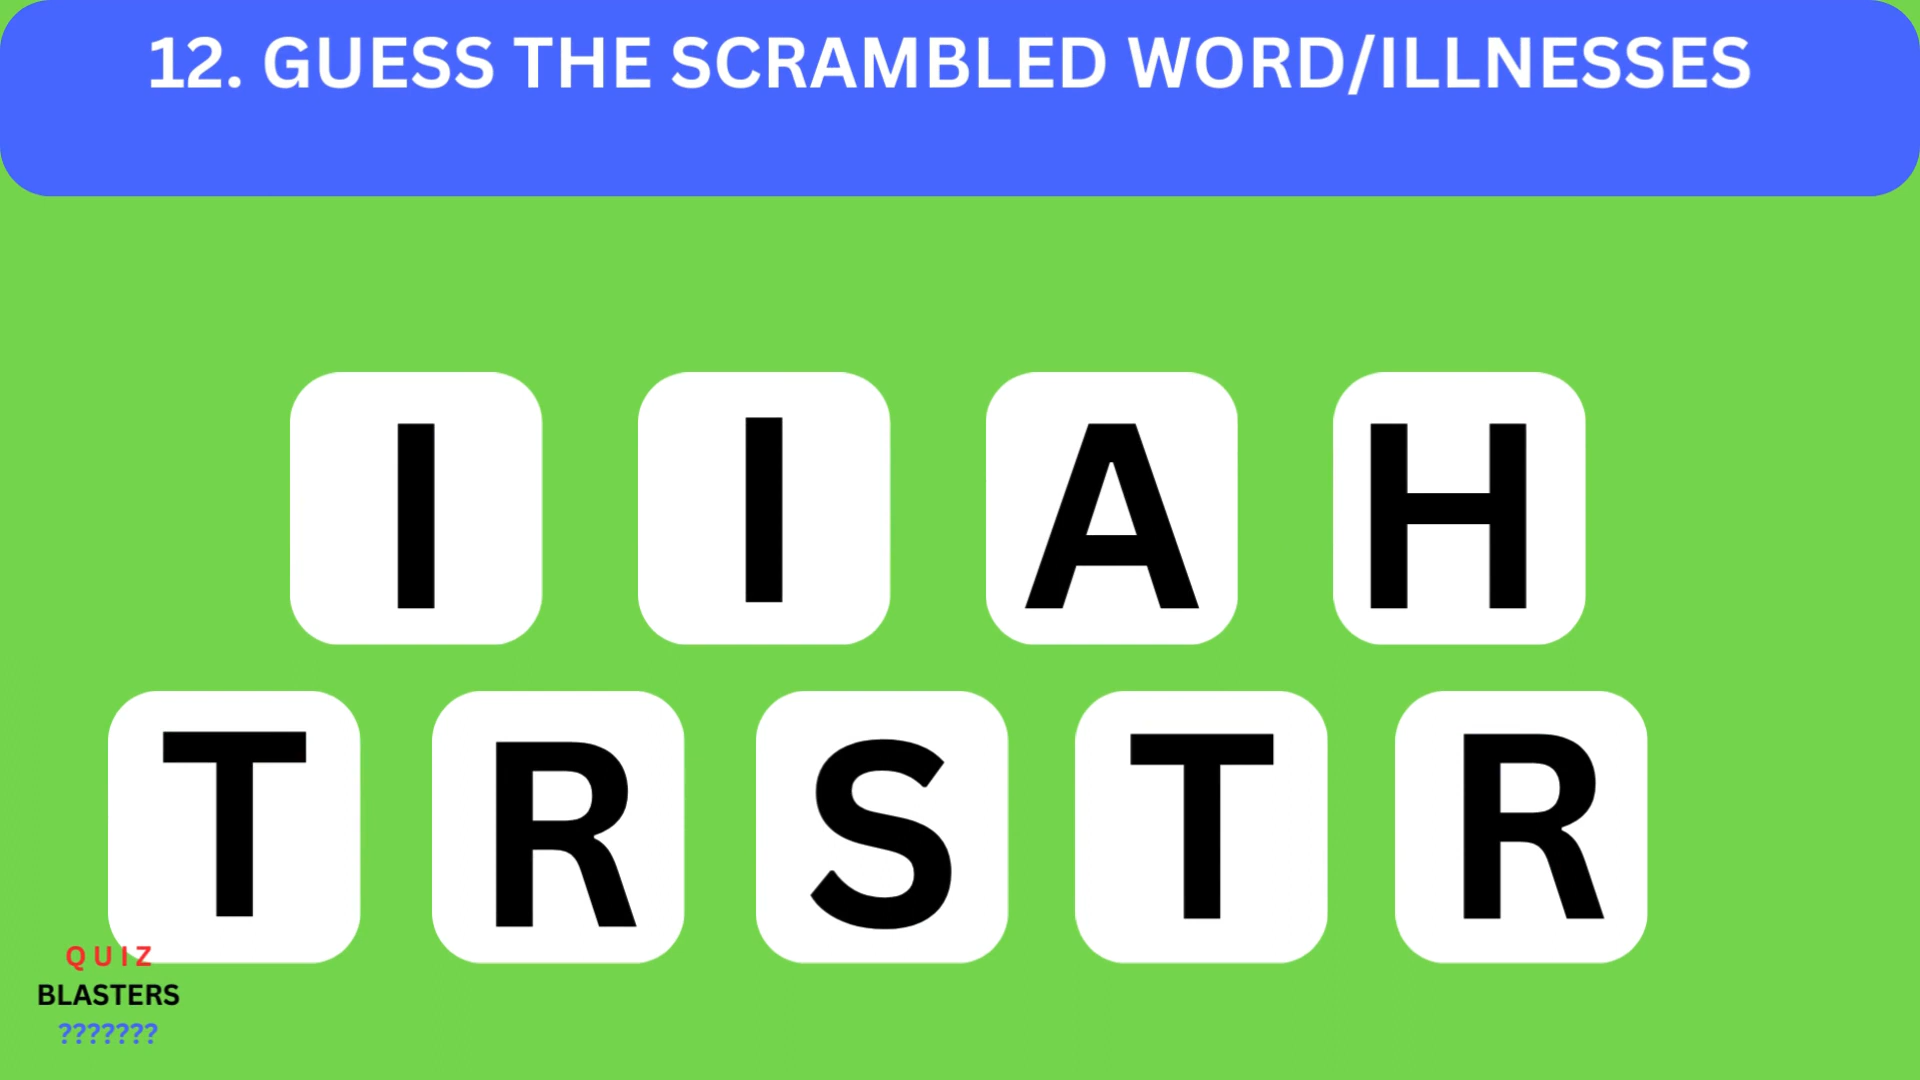 12. GUESS THE SCRAMBLED WORD/ILLNESSES
I I A H
T R S T R
QUIZ
BLASTERS
???????